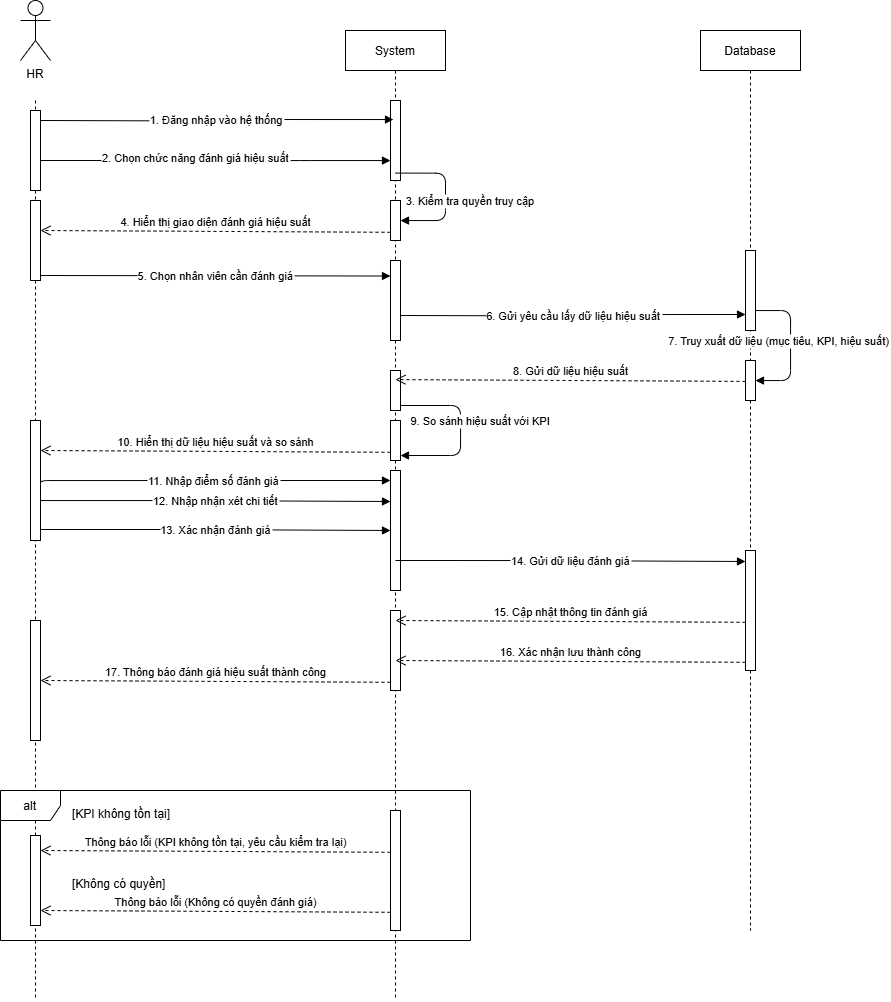 HR
System
Database
1. Đăng nhập vào hệ thống
2. Chọn chức năng đánh giá hiệu suất
3. Kiểm tra quyền truy cập
4. Hiển thị giao diện đánh giá hiệu suất
5. Chọn nhân viên cần đánh giá
6. Gửi yêu cầu lấy dữ liệu hiệu suất
7. Truy xuất dữ liệu (mục tiêu, KPI, hiệu suất)
8. Gửi dữ liệu hiệu suất
9. So sánh hiệu suất với KPI
10. Hiển thị dữ liệu hiệu suất và so sánh
11. Nhập điểm số đánh giá
12. Nhập nhận xét chi tiết
13. Xác nhận đánh giá
14. Gửi dữ liệu đánh giá
15. Cập nhật thông tin đánh giá
16. Xác nhận lưu thành công
17. Thông báo đánh giá hiệu suất thành công
alt
[KPI không tồn tại]
Thông báo lỗi (KPI không tồn tại, yêu cầu kiểm tra lại)
[Không có quyền]
Thông báo lỗi (Không có quyền đánh giá)